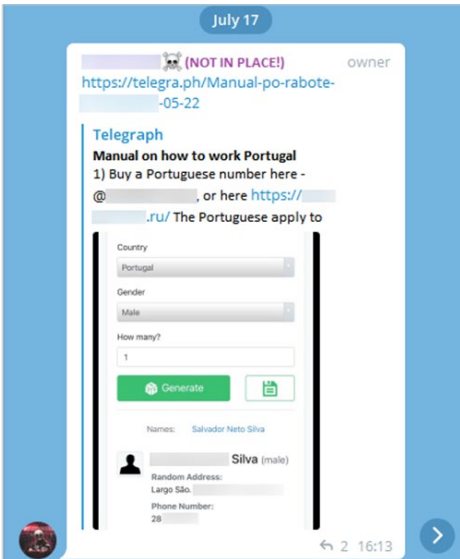 July 17
(NOT IN PLACE!) owner
https://telegra.ph/Manual-po-rabote-
-05-22
Telegraph
Manual on how to work Portugal
1) Buy a Portuguese number here -
@ , or here https://
.ru/ The Portuguese apply to
Country
Portugal
Gender
Male
How many?
1
Generate
Names: Salvador Neto Silva
Silva (male)
Random Address:
Largo São.
Phone Number:
28
2 16:13